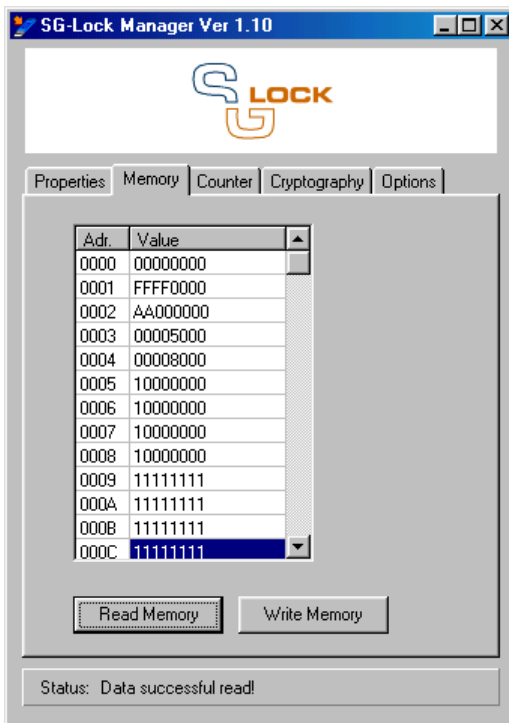 SG-Lock Manager Ver 1.10
SG LOCK
Properties Memory Counter Cryptography Options
Adr. Value
0000 00000000
0001 FFFF0000
0002 AA000000
0003 00005000
0004 00008000
0005 10000000
0006 10000000
0007 10000000
0008 10000000
0009 11111111
000A 11111111
000B 11111111
000C 11111111
Read Memory Write Memory
Status: Data successful read!